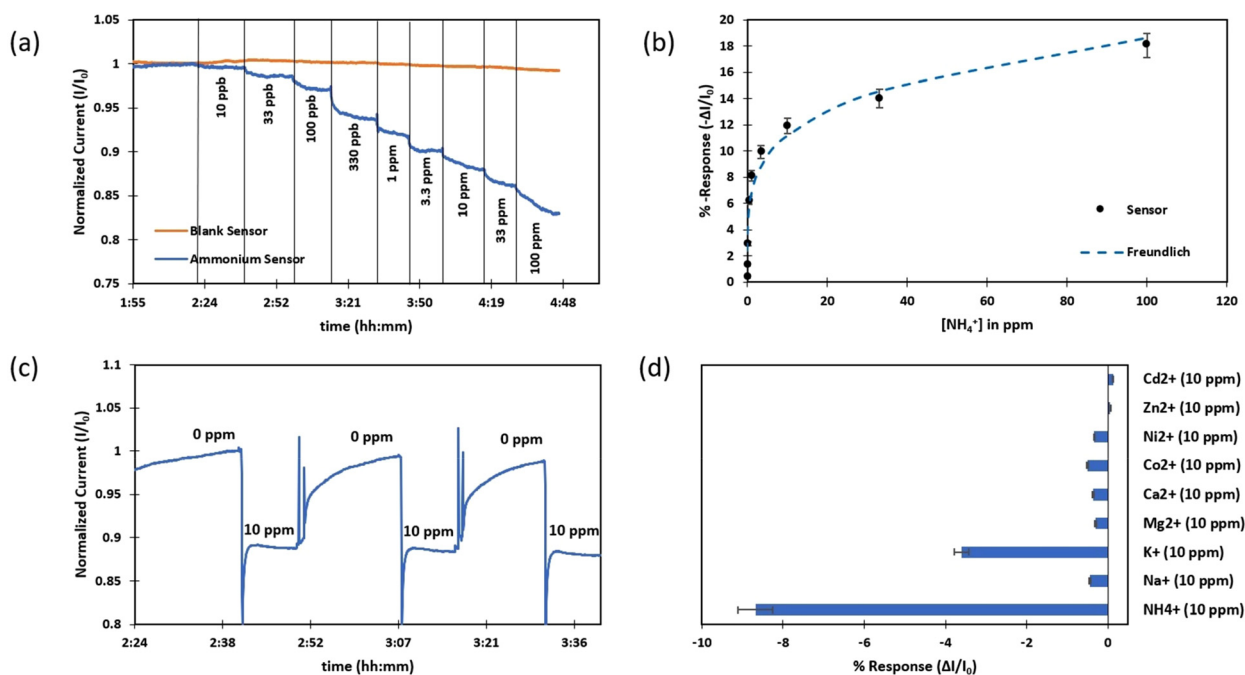 (a)
Normalized Current (I/I₀)
1.05
1
0.95
0.9
0.85
0.8
0.75
10 ppb
33 ppb
100 ppb
330 ppb
1 ppm
3.3 ppm
10 ppm
33 ppm
100 ppm
Blank Sensor
Ammonium Sensor
1:55 2:24 2:52 3:21 3:50 4:19 4:48
time (hh:mm)
(b)
% -Response (-ΔI/I₀)
20
18
16
14
12
10
8
6
4
2
0
Sensor
Freundlich
0 20 40 60 80 100 120
[NH₄⁺] in ppm
(c)
Normalized Current (I/I₀)
1.1
1.05
1
0.95
0.9
0.85
0.8
0 ppm 0 ppm 0 ppm
10 ppm 10 ppm 10 ppm
2:24 2:38 2:52 3:07 3:21 3:36
time (hh:mm)
(d)
Cd2+ (10 ppm)
Zn2+ (10 ppm)
Ni2+ (10 ppm)
Co2+ (10 ppm)
Ca2+ (10 ppm)
Mg2+ (10 ppm)
K+ (10 ppm)
Na+ (10 ppm)
NH4+ (10 ppm)
-10 -8 -6 -4 -2 0
% Response (ΔI/I₀)